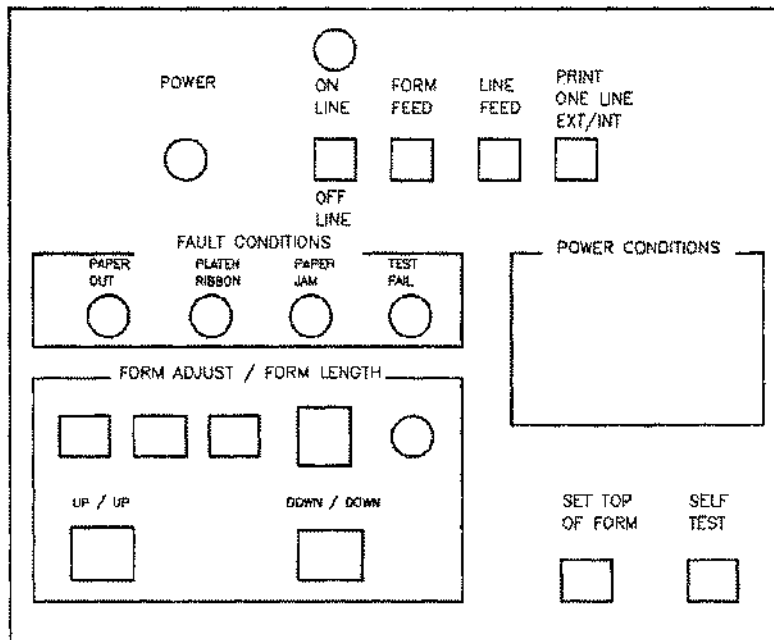 POWER
ON
LINE
FORM
FEED
LINE
FEED
PRINT
ONE LINE
EXT/INT
OFF
LINE
FAULT CONDITIONS
PAPER
OUT
PLATEN
RIBBON
PAPER
JAM
TEST
FAIL
POWER CONDITIONS
FORM ADJUST / FORM LENGTH
UP / UP
DOWN / DOWN
SET TOP
OF FORM
SELF
TEST